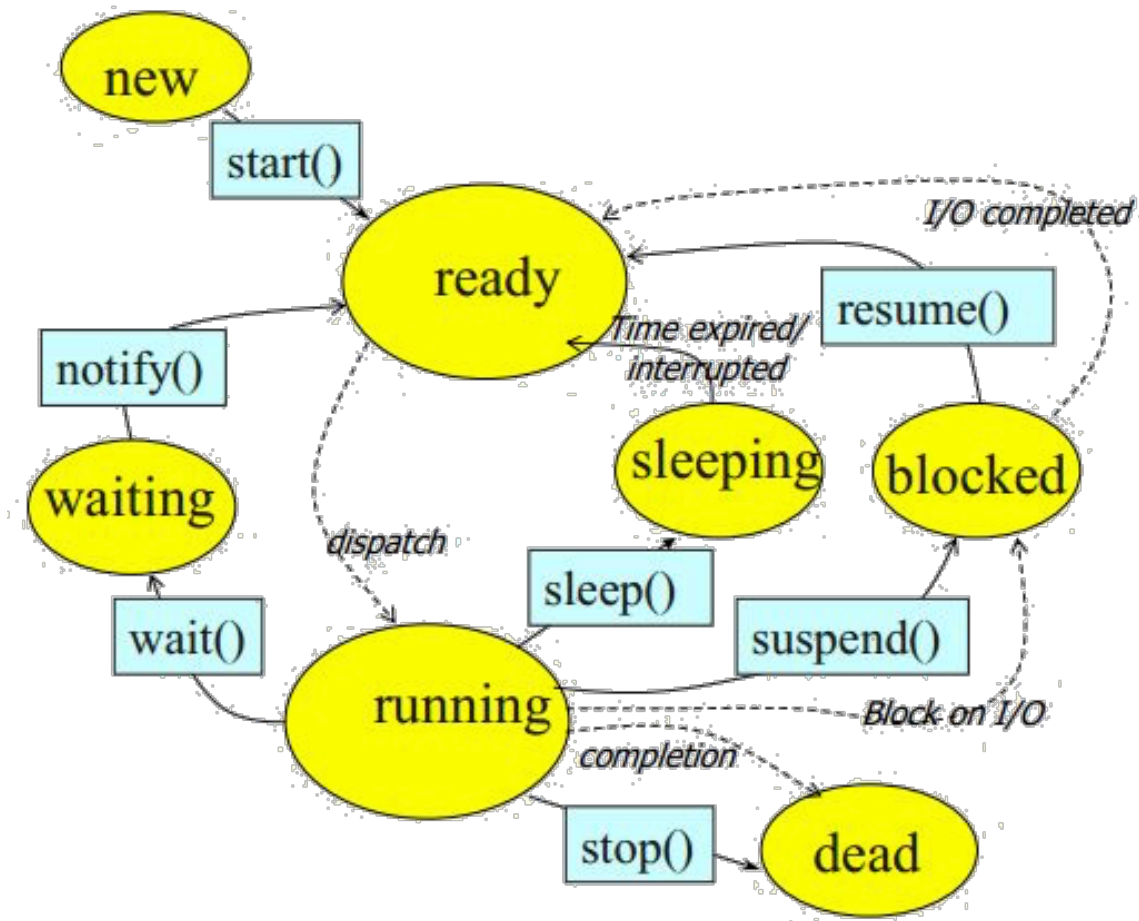 new
start()
I/O completed
ready
resume()
Time expired/
interrupted
notify()
sleeping
blocked
waiting
dispatch
sleep()
wait()
suspend()
running
Block on I/O
completion
stop()
dead